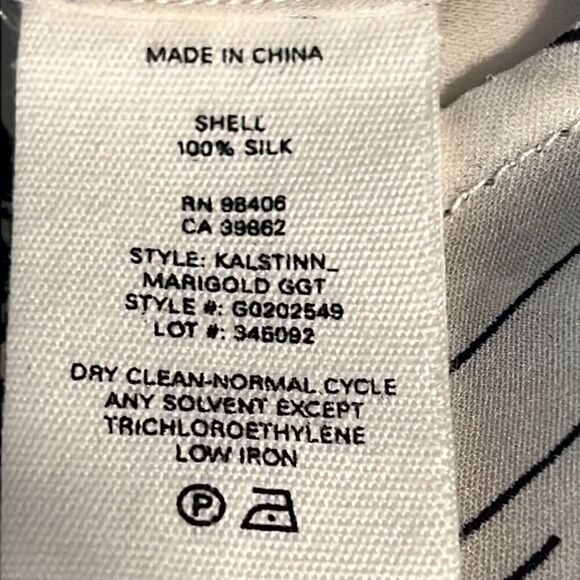 MADE IN CHINA
SHELL
100% SILK
RN 98406
CA 39862
STYLE: KALSTINN_
MARIGOLD GGT
STYLE #: G0202549
LOT #: 345092
DRY CLEAN-NORMAL CYCLE
ANY SOLVENT EXCEPT
TRICHLOROETHYLENE
LOW IRON
P